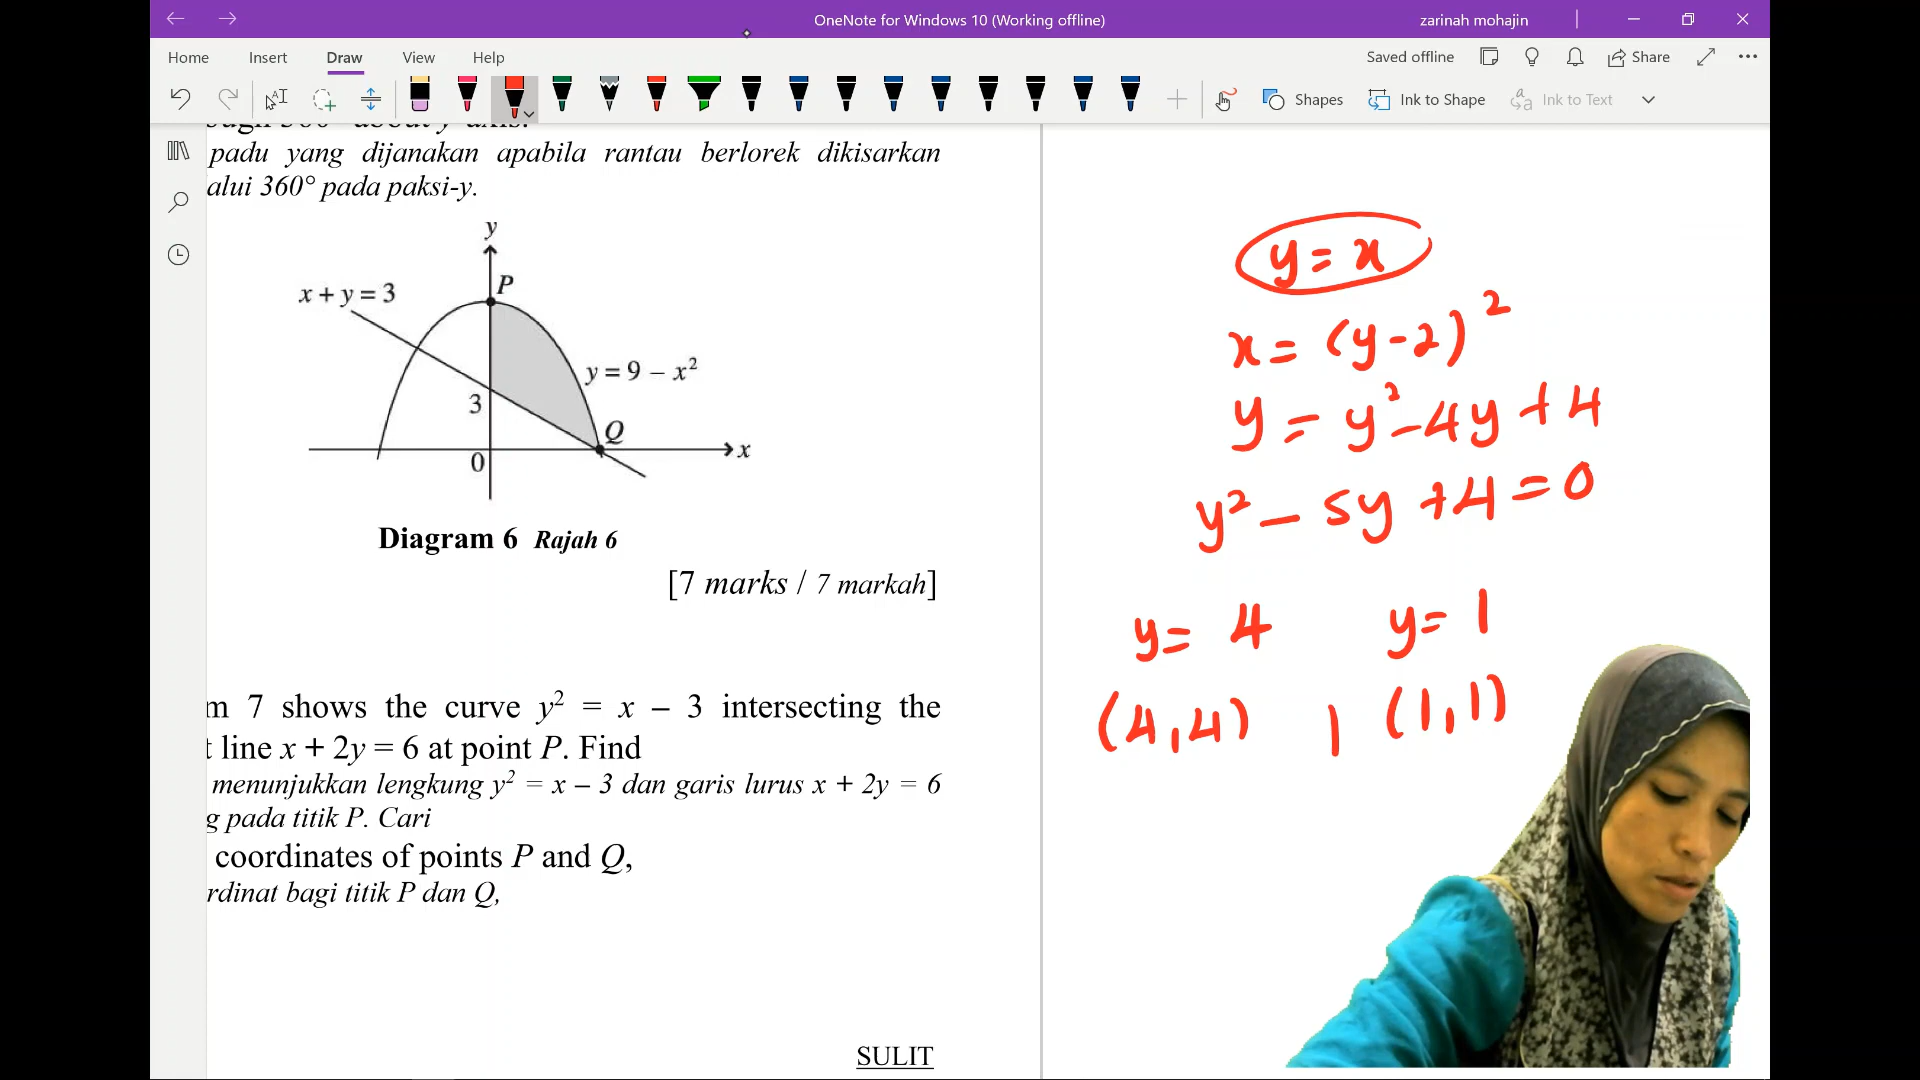 OneNote for Windows 10 (Working offline)
zarinah mohajin
Home Insert Draw View Help
Saved offline
Share
Shapes
Ink to Shape
Ink to Text
about y-axis.
padu yang dijanakan apabila rantau berlorek dikisarkan
alui 360° pada paksi-y.
y
P
x + y = 3
y = 9 – x²
3
Q
x
0
Diagram 6 Rajah 6
[7 marks / 7 markah]
m 7 shows the curve y² = x – 3 intersecting the
t line x + 2y = 6 at point P. Find
menunjukkan lengkung y² = x – 3 dan garis lurus x + 2y = 6
g pada titik P. Cari
coordinates of points P and Q,
rdinat bagi titik P dan Q,
SULIT
y = x
x = (y-2)²
y = y² - 4y + 4
y² - 5y + 4 = 0
y = 4 y = 1
(4,4) | (1,1)